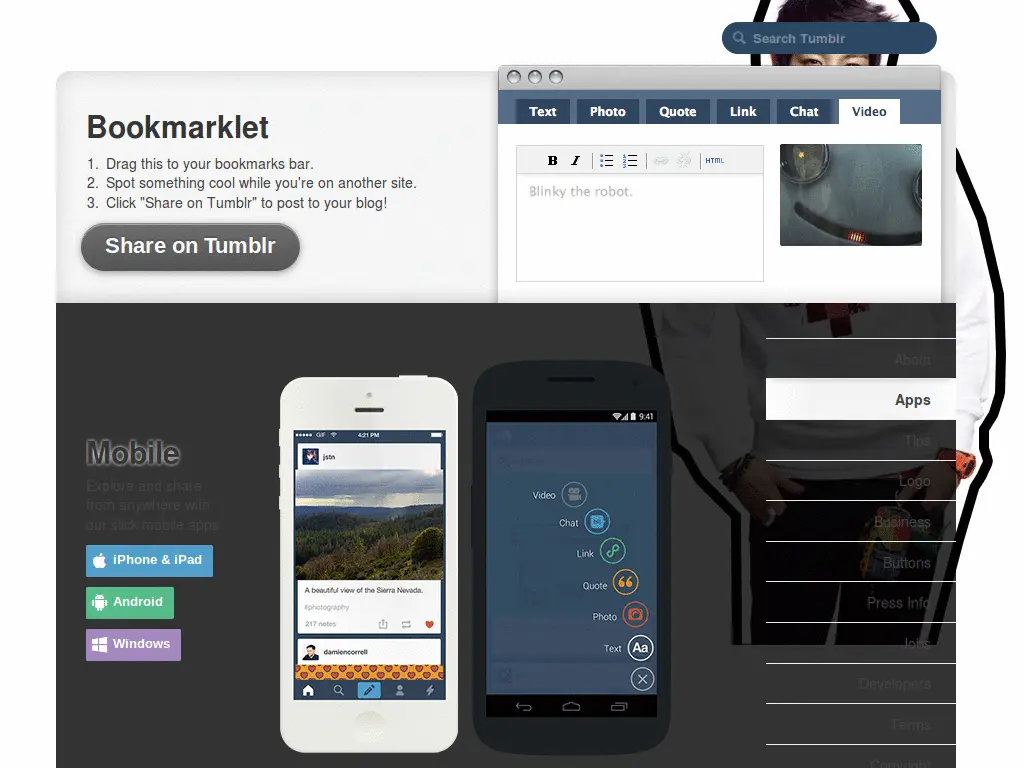 Search Tumblr
Bookmarklet
1. Drag this to your bookmarks bar.
2. Spot something cool while you're on another site.
3. Click "Share on Tumblr" to post to your blog!
Share on Tumblr
Text Photo Quote Link Chat Video
B I HTML
Blinky the robot.
About
Apps
Tips
Logo
Business
Buttons
Press Info
Jobs
Developers
Terms
Copyright
Mobile
Explore and share
from anywhere with
our slick mobile apps.
iPhone & iPad
Android
Windows
GIF 4:21 PM
jstn
A beautiful view of the Sierra Nevada.
#photography
217 notes
damiencorrell
9:41
Video
Chat
Link
Quote
Photo
Text Aa